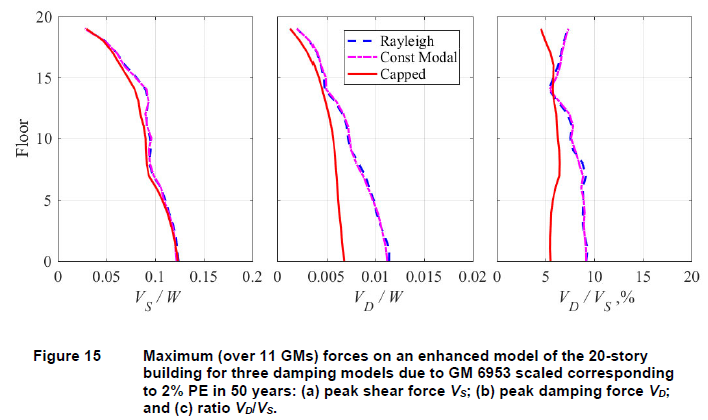 20
15
10
5
0
Floor
0 0.05 0.1 0.15 0.2
V_S / W
Rayleigh
Const Modal
Capped
0 0.005 0.01 0.015 0.02
V_D / W
0 5 10 15 20
V_D / V_S ,%
Figure 15 Maximum (over 11 GMs) forces on an enhanced model of the 20-story
building for three damping models due to GM 6953 scaled corresponding
to 2% PE in 50 years: (a) peak shear force VS; (b) peak damping force VD;
and (c) ratio VD/VS.